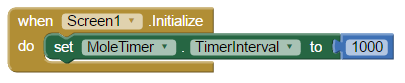 when Screen1 .Initialize
do set MoleTimer . TimerInterval to 1000